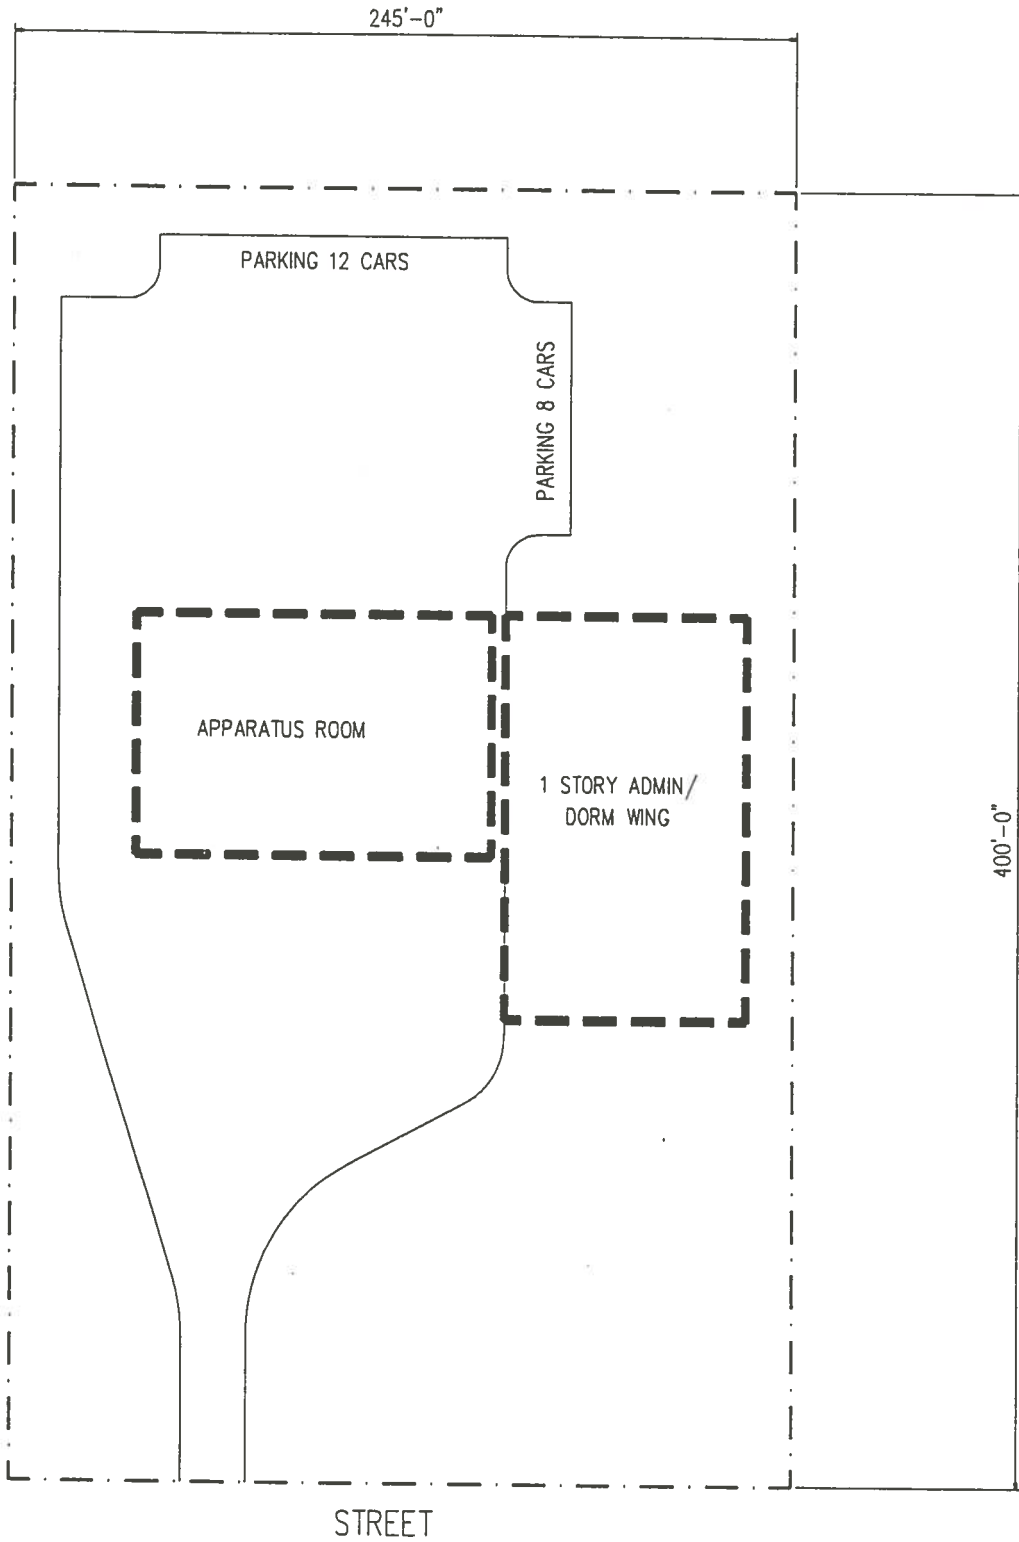 245'-0"
PARKING 12 CARS
PARKING 8 CARS
APPARATUS ROOM
1 STORY ADMIN/
DORM WING
400'-0"
STREET